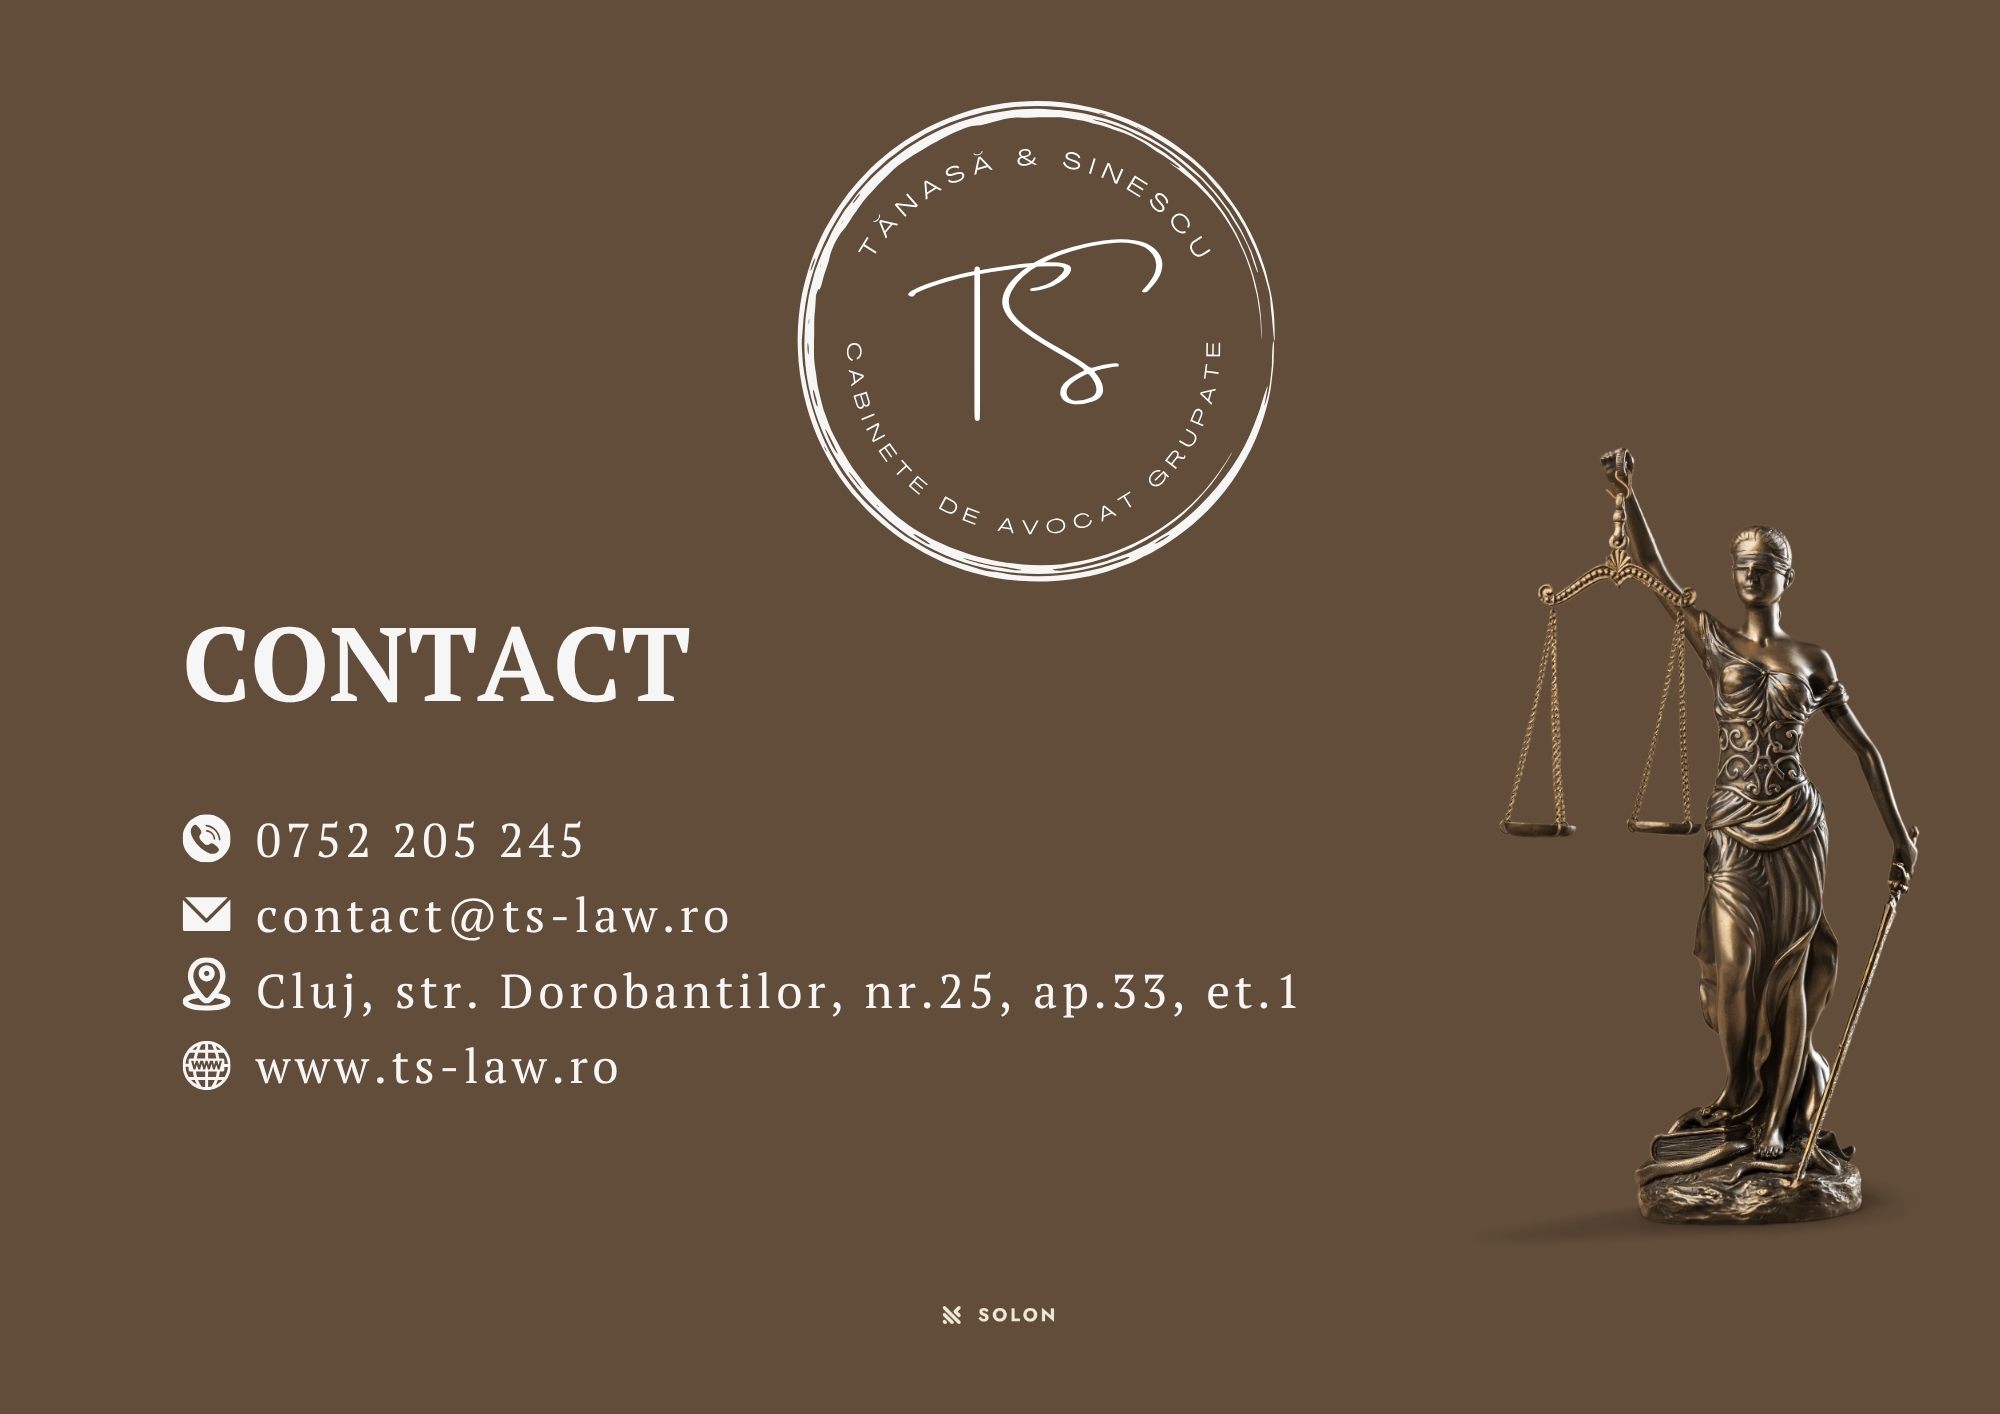 TĂNASĂ & SINESCU
TS
CABINETE DE AVOCAT GRUPATE
CONTACT
0752 205 245
contact@ts-law.ro
Cluj, str. Dorobantilor, nr.25, ap.33, et.1
www
www.ts-law.ro
SOLON